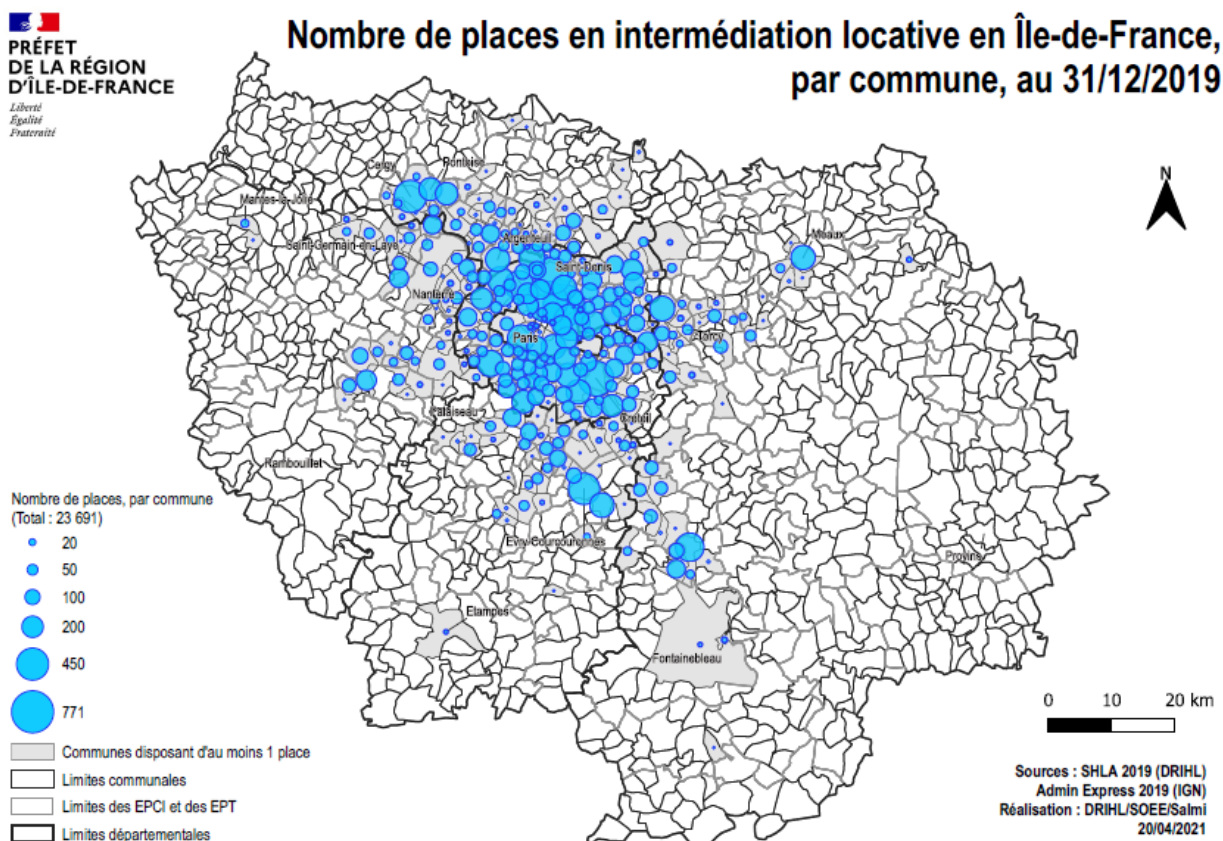 PRÉFET
DE LA RÉGION
D'ÎLE-DE-FRANCE
Liberté
Égalité
Fraternité
Nombre de places en intermédiation locative en Île-de-France,
par commune, au 31/12/2019
N
Cergy
Pontoise
Mantes-la-Jolie
Argenteuil
Saint-Germain-en-Laye
Meaux
Saint-Denis
Nanterre
Paris
Torcy
Palaiseau
Créteil
Rambouillet
Evry-Courcouronnes
Provins
Etampes
Fontainebleau
Nombre de places, par commune
(Total : 23 691)
20
50
100
200
450
771
Communes disposant d'au moins 1 place
Limites communales
Limites des EPCI et des EPT
Limites départementales
0 10 20 km
Sources : SHLA 2019 (DRIHL)
Admin Express 2019 (IGN)
Réalisation : DRIHL/SOEE/Salmi
20/04/2021